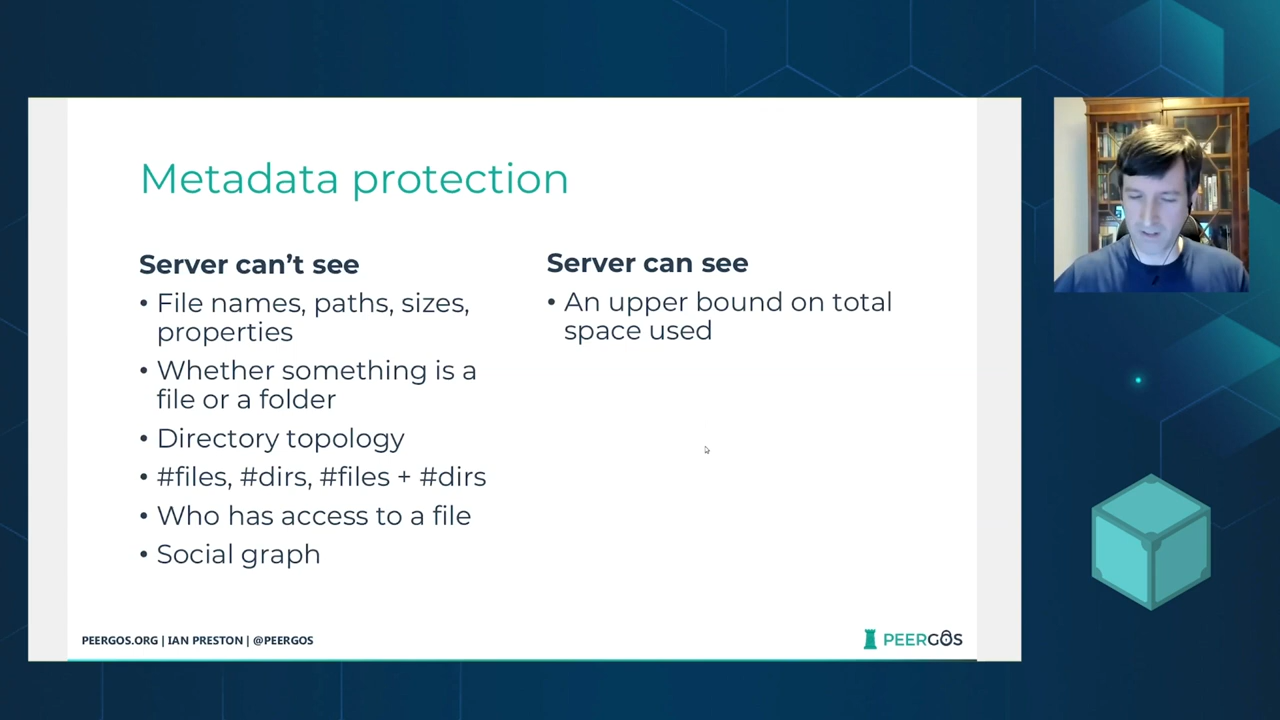 Metadata protection
Server can't see
• File names, paths, sizes,
properties
• Whether something is a
file or a folder
• Directory topology
• #files, #dirs, #files + #dirs
• Who has access to a file
• Social graph
Server can see
• An upper bound on total
space used
PEERGOS.ORG | IAN PRESTON | @PEERGOS
PEERGOS